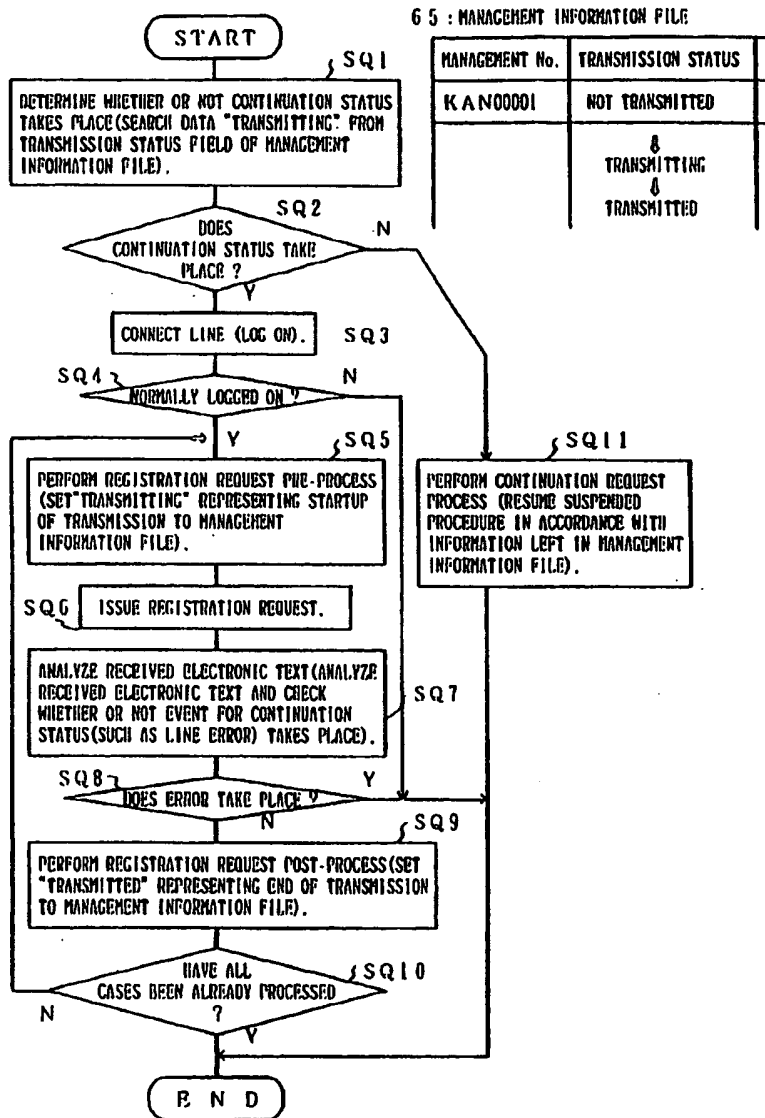 START
SQ1
DETERMINE WHETHER OR NOT CONTINUATION STATUS
TAKES PLACE(SEARCH DATA "TRANSMITTING" FROM
TRANSMISSION STATUS FIELD OF MANAGEMENT
INFORMATION FILE).
65 : MANAGEMENT INFORMATION FILE
MANAGEMENT No. TRANSMISSION STATUS
KAN00001 NOT TRANSMITTED
⇩
TRANSMITTING
⇩
TRANSMITTED
SQ2
DOES
CONTINUATION STATUS TAKE
PLACE ?
N
Y
CONNECT LINE (LOG ON).
SQ3
SQ4
NORMALLY LOGGED ON ?
N
Y
SQ5
PERFORM REGISTRATION REQUEST PRE-PROCESS
(SET"TRANSMITTING" REPRESENTING STARTUP
OF TRANSMISSION TO MANAGEMENT
INFORMATION FILE).
SQ11
PERFORM CONTINUATION REQUEST
PROCESS (RESUME SUSPENDED
PROCEDURE IN ACCORDANCE WITH
INFORMATION LEFT IN MANAGEMENT
INFORMATION FILE).
SQ6
ISSUE REGISTRATION REQUEST.
ANALYZE RECEIVED ELECTRONIC TEXT(ANALYZE
RECEIVED ELECTRONIC TEXT AND CHECK
WHETHER OR NOT EVENT FOR CONTINUATION
STATUS(SUCH AS LINE ERROR) TAKES PLACE).
SQ7
SQ8
DOES ERROR TAKE PLACE ?
Y
N
SQ9
PERFORM REGISTRATION REQUEST POST-PROCESS(SET
"TRANSMITTED" REPRESENTING END OF TRANSMISSION
TO MANAGEMENT INFORMATION FILE).
SQ10
HAVE ALL
CASES BEEN ALREADY PROCESSED
?
N
Y
END